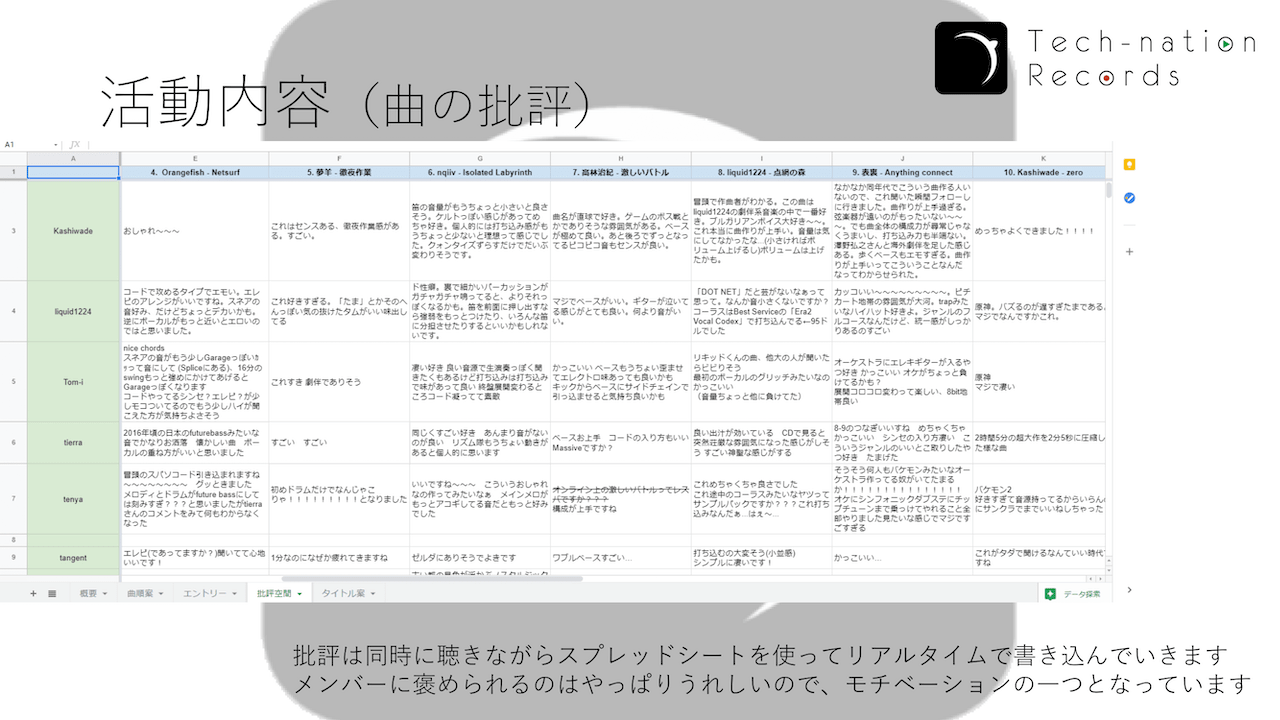 Tech-nation
Records
活動内容（曲の批評）
A1
A
E
F
G
H
I
J
K
1
4. Orangefish - Netsurf
5. 夢羊 - 徹夜作業
6. nqiiv - Isolated Labyrinth
7. 高林治紀 - 激しいバトル
8. liquid1224 - 点網の森
9. 表裏 - Anything connect
10. Kashiwade - zero
3
Kashiwade
おしゃれ～～～
これはセンスある、徹夜作業感があ
る。すごい。
笛の音量がもうちょっと小さいと良さ
そう。ケルトっぽい感じがあってめ
ちゃ好き。個人的には打ち込み感がも
うちょっと少ないと理想って感じでし
た。クォンタイズずらすだけでだいぶ
変わりそうです。
曲名が直球で好き。ゲームのボス戦と
かでありそうな雰囲気がある。ベース
が極めて良い。あと後ろでずっとなっ
てるピコピコ音もセンスが良い。
冒頭で作曲者がわかる。この曲は
liquid1224の劇伴系音楽の中で一番好
き。ブルガリアンボイス大好き～～。
これ本当に曲作りが上手い。音量は気
にしてなかったな…(小さければボ
リューム上げるし)ボリュームは上げ
たかも。
なかなか同年代でこういう曲作る人い
ないので、これ聞いた瞬間フォローし
に行きました。曲作りが上手過ぎる。
弦楽器が遠いのがもったいない～～
～。でも曲全体の構成力が尋常じゃな
くうまいし、打ち込み力も半端ない。
澤野弘之さんと海外劇伴を足した感じ
ある。歩くベースもエモすぎる。曲作
りが上手いってこういうことなんだ
なってわからせられた。
めっちゃよくできました！！！！
4
liquid1224
コードで攻めるタイプでエモい。エレ
ピのアレンジがいいですね。スネアの
音好み、だけどちょっとデカいかも。
逆にボーカルがもっと近いとエロいの
ではと思いました。
これ好きすぎる。「たま」とかそのへ
んっぽい気の抜けたタムがいい味出し
てる
ド性癖。裏で細かいパーカッションが
ガチャガチャ鳴ってると、よりそれっ
ぽくなるかも。笛を前面に押し出すな
ら強弱をもっとつけたり、いろんな笛
に分担させたりするといいかもしれな
いです。
マジでベースがいい。ギターが泣いて
る感じがとても良い。何より音がい
い。
「DOT NET」だと芸がないなぁって
思って。なんか音小さくないですか？
コーラスはBest Serviceの「Era2
Vocal Codex」で打ち込んでる←95ド
ルでした
カッコいい～～～～～～～～～。ピチ
カート地帯の雰囲気が大河。trapみた
いなハイハット好きよ。ジャンルのフ
ルコースなんだけど、統一感がしっか
りあるのすごい
原神。バズるのが遅すぎたまである、
マジでなんですかこれ。
5
Tom-i
nice chords
スネアの音がもう少しGarageっぽいｶ
ｯって音にして (Spliceにある)、16分の
swingもっと強めにかけてあげると
Garageっぽくなります
コードやってるシンセ？エレピ？が少
しモコついてるのでもう少しハイが聞
こえた方が気持ちよさそう
これすき 劇伴でありそう
凄い好き 良い音源で生演奏っぽく聞
きたくもあるけど打ち込みは打ち込み
で味があって良い 終盤展開変わると
ころコード凝ってて素敵
かっこいい ベースもうちょい歪ませ
てエレクトロ味あっても良いかも
キックからベースにサイドチェインで
引っ込ませると気持ち良いかも
リキッドくんの曲、他大の人が聞いた
らビビりそう
最初のボーカルのグリッチみたいなの
かっこいい
（音量ちょっと他に負けてた）
オーケストラにエレキギターが入るや
つ好き かっこいい オケがちょっと負
けてるかも？
展開コロコロ変わって楽しい、8bit地
帯良い
原神
マジで凄い
6
tierra
2016年頃の日本のfuturebassみたいな
音でかなりお洒落　懐かしい曲　ボー
カルの重ね方がいいと思いました
すごい　すごい
同じくすごい好き　あんまり音がない
のが良い　リズム隊もうちょい動きが
あると個人的に思います
ベースお上手　コードの入り方もいい
Massiveですか？
良い出汁が効いている　CDで見ると
突然荘厳な雰囲気になった感じがしそ
う すごい神聖な感じがする
8-9のつなぎいいすね　めちゃくちゃ
かっこいい　シンセの入り方凄い　こ
ういうジャンルのいいとこ取りしたや
つ好き　たまげた
2時間5分の超大作を2分5秒に圧縮し
た様な曲
7
tenya
冒頭のスパソコード引き込まれますね
～～～～～～～　グッときました
メロディとドラムがfuture bassにして
は刻みすぎ？？？と思いましたがtierra
さんのコメントをみて何もわからなく
なった
初めドラムだけでなんじゃこ
りゃ！！！！！！！！！となりました
いいですね～～～　こういうおしゃれ
なの作ってみたいなぁ　メインメロが
もっとアコギしてる音だともっと好み
でした
オンライン上の激しいバトルってレス
バですか？？？
構成が上手ですね
これめちゃくちゃ良さでした
これ途中のコーラスみたいなヤツって
サンプルパックですか？？？これ打ち
込みなんだぁ…はぇ～…
そうそう何人もパケモンみたいなオー
ケストラ作ってる奴がいてたまる
か！！！！！！！！！！！！！！！
オケにシンフォニックダブステにチッ
プチューンまで乗っけてやれること全
部やりました見たいな感じでマジです
ごすぎる
パケモン2
好きすぎて音源持ってるからいらん
にサンクラまでいいねしちゃった
8
9
tangent
エレピ(であってますか？)聞いてて心地
いいです！
1分なのになぜか疲れてきますね
ゼルダにありそうでよきです
ワブルベースすごい…
打ち込むの大変そう(小並感)
シンプルに凄いです！
かっこいい…
これがタダで聞けるなんていい時代で
すね
概要
曲順案
エントリー
批評空間
タイトル案
データ探索
批評は同時に聴きながらスプレッドシートを使ってリアルタイムで書き込んでいきます
メンバーに褒められるのはやっぱりうれしいので、モチベーションの一つとなっています